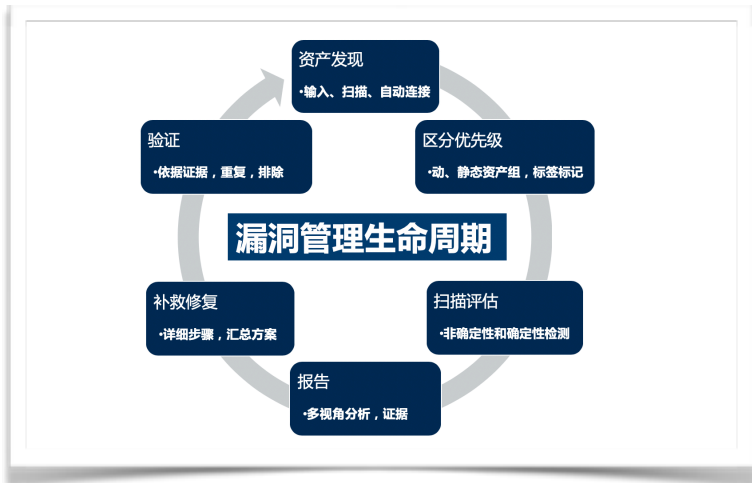 资产发现
•输入、扫描、自动连接
区分优先级
•动、静态资产组，标签标记
扫描评估
•非确定性和确定性检测
报告
•多视角分析，证据
补救修复
•详细步骤，汇总方案
验证
•依据证据，重复，排除
漏洞管理生命周期